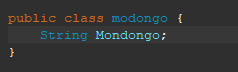 public class modongo {
    String Mondongo;
}